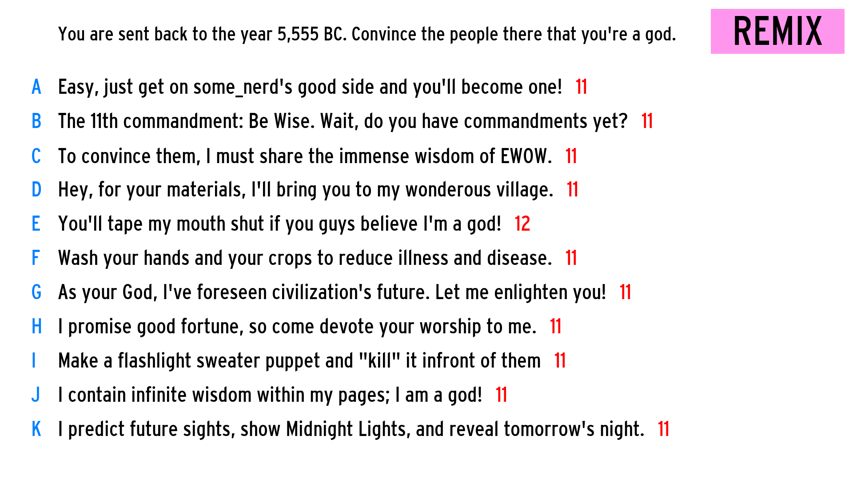 You are sent back to the year 5,555 BC. Convince the people there that you're a god.
REMIX
A Easy, just get on some_nerd's good side and you'll become one! 11
B The 11th commandment: Be Wise. Wait, do you have commandments yet? 11
C To convince them, I must share the immense wisdom of EWOW. 11
D Hey, for your materials, I'll bring you to my wonderous village. 11
E You'll tape my mouth shut if you guys believe I'm a god! 12
F Wash your hands and your crops to reduce illness and disease. 11
G As your God, I've foreseen civilization's future. Let me enlighten you! 11
H I promise good fortune, so come devote your worship to me. 11
I Make a flashlight sweater puppet and "kill" it infront of them 11
J I contain infinite wisdom within my pages; I am a god! 11
K I predict future sights, show Midnight Lights, and reveal tomorrow's night. 11